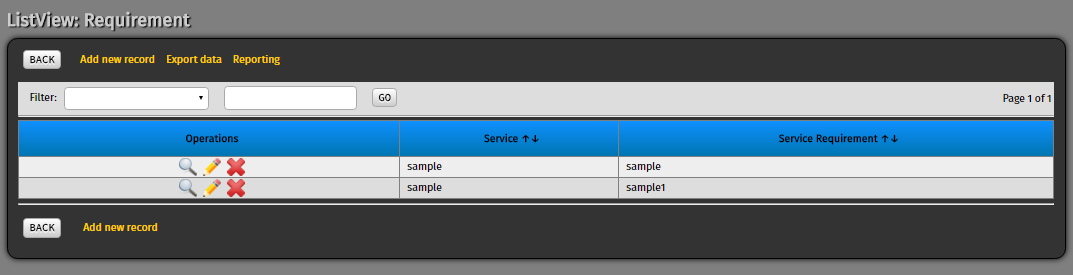 ListView: Requirement
BACK Add new record Export data Reporting
Filter: GO Page 1 of 1
Operations Service ↑↓ Service Requirement ↑↓
sample sample
sample sample1
BACK Add new record